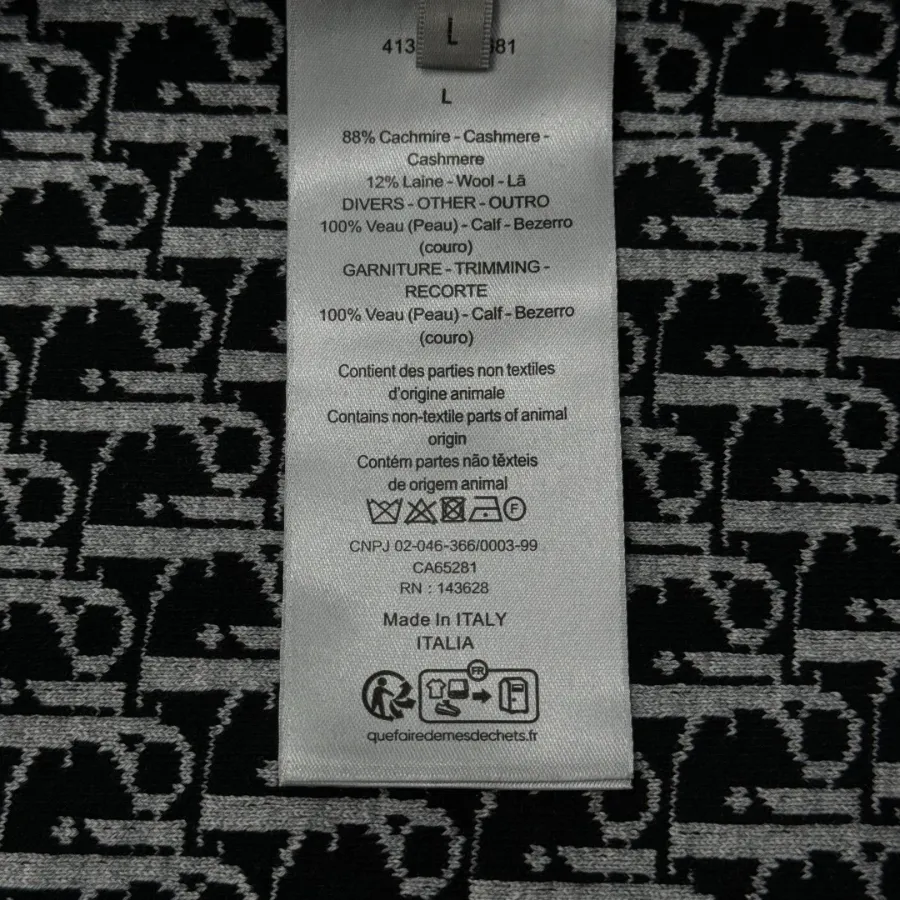 L
413 81
L
88% Cachmire - Cashmere -
Cashmere
12% Laine - Wool - Lã
DIVERS - OTHER - OUTRO
100% Veau (Peau) - Calf - Bezerro
(couro)
GARNITURE - TRIMMING -
RECORTE
100% Veau (Peau) - Calf - Bezerro
(couro)
Contient des parties non textiles
d'origine animale
Contains non-textile parts of animal
origin
Contém partes não têxteis
de origem animal
F
CNPJ 02-046-366/0003-99
CA65281
RN : 143628
Made In ITALY
ITALIA
FR
quefairedemesdechets.fr